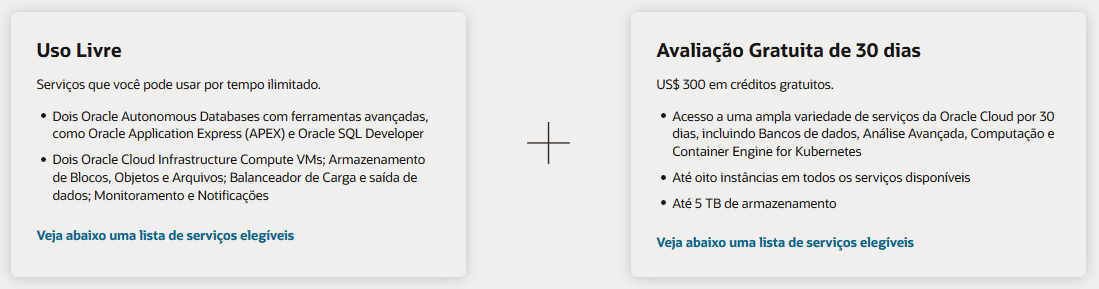 Uso Livre
Serviços que você pode usar por tempo ilimitado.
• Dois Oracle Autonomous Databases com ferramentas avançadas,
como Oracle Application Express (APEX) e Oracle SQL Developer
• Dois Oracle Cloud Infrastructure Compute VMs; Armazenamento
de Blocos, Objetos e Arquivos; Balanceador de Carga e saída de
dados; Monitoramento e Notificações
Veja abaixo uma lista de serviços elegíveis
Avaliação Gratuita de 30 dias
US$ 300 em créditos gratuitos.
• Acesso a uma ampla variedade de serviços da Oracle Cloud por 30
dias, incluindo Bancos de dados, Análise Avançada, Computação e
Container Engine for Kubernetes
• Até oito instâncias em todos os serviços disponíveis
• Até 5 TB de armazenamento
Veja abaixo uma lista de serviços elegíveis